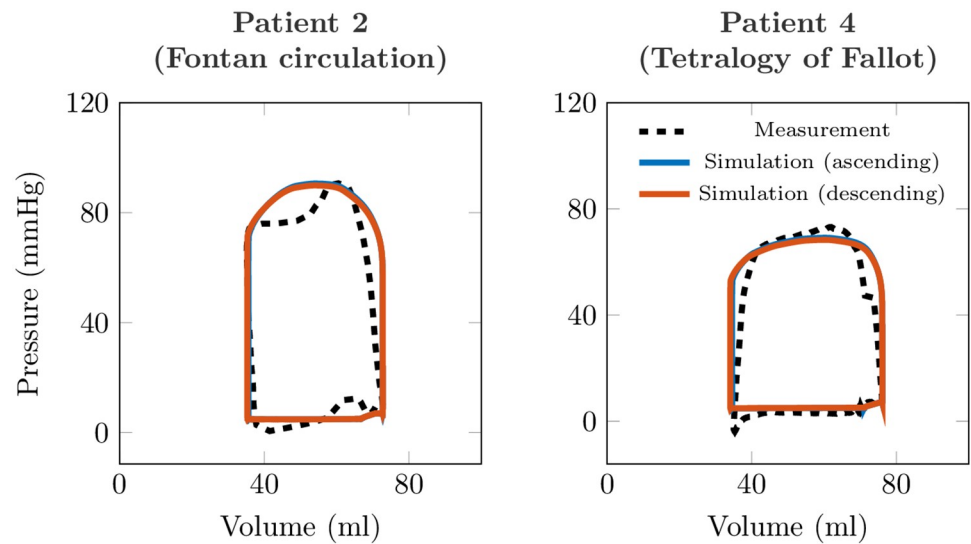 Patient 2
(Fontan circulation)
Patient 4
(Tetralogy of Fallot)
Pressure (mmHg)
120
80
40
0
0
40
80
Volume (ml)
120
80
40
0
0
40
80
Volume (ml)
Measurement
Simulation (ascending)
Simulation (descending)